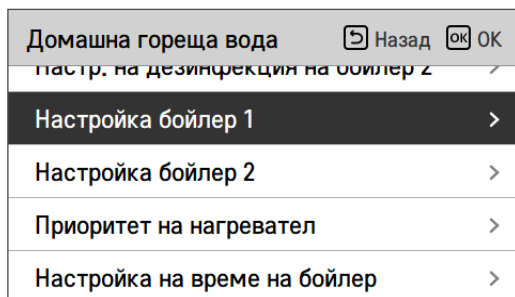 Домашна гореща вода Назад OK OK
Настр. на дезинфекция на бойлер 2
Настройка бойлер 1
Настройка бойлер 2
Приоритет на нагревател
Настройка на време на бойлер